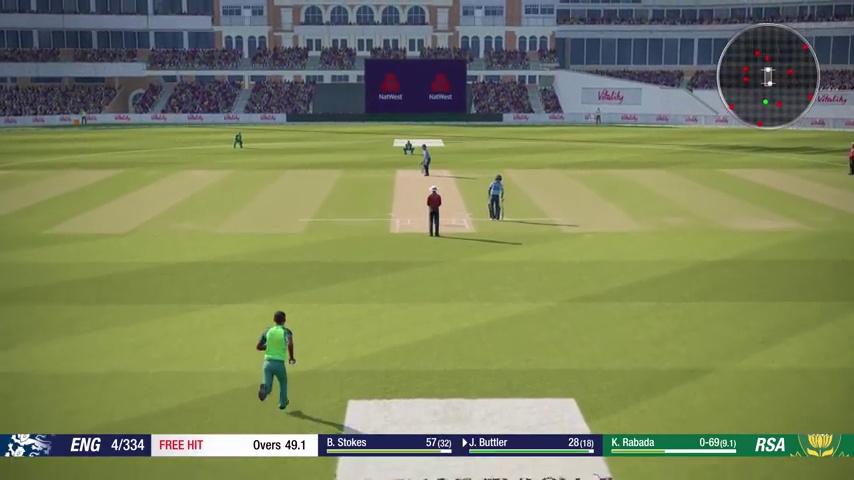 NatWest NatWest
Vitality
Vitality
ENG 4/334 FREE HIT Overs 49.1 B. Stokes 57(32) J. Buttler 28(18) K. Rabada 0-69(9.1) RSA